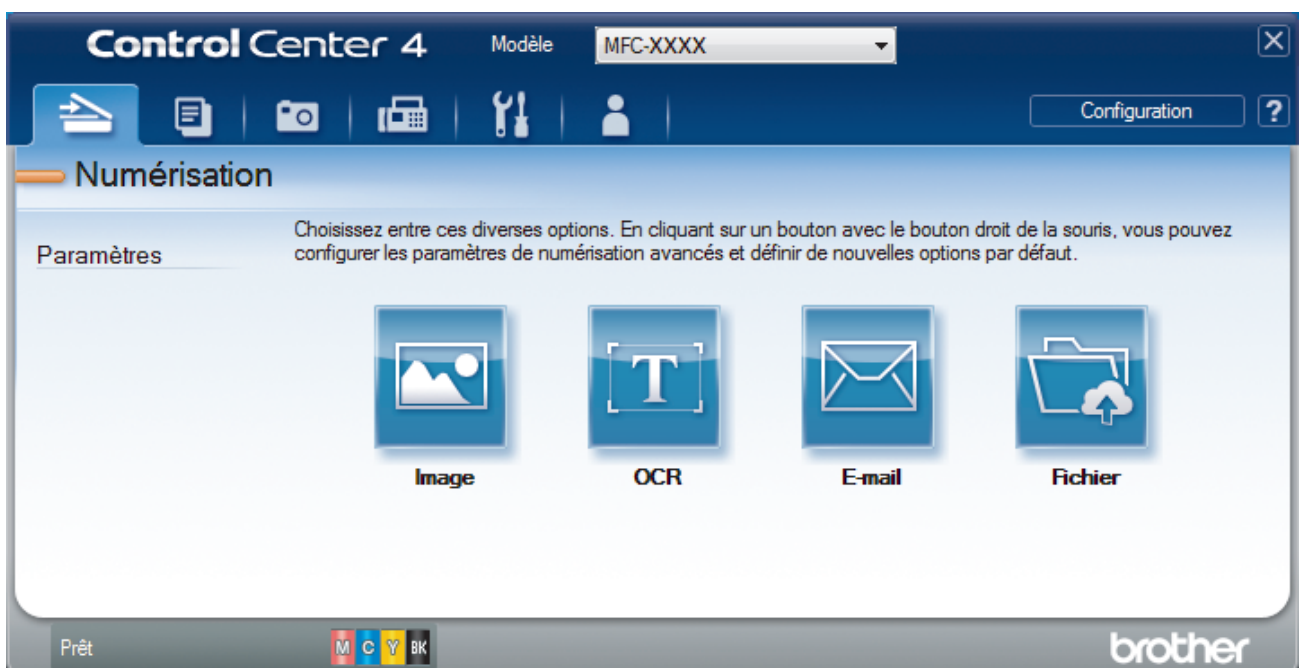 Control Center 4 Modèle MFC-XXXX
Configuration ?
Numérisation
Paramètres
Choisissez entre ces diverses options. En cliquant sur un bouton avec le bouton droit de la souris, vous pouvez
configurer les paramètres de numérisation avancés et définir de nouvelles options par défaut.
T
Image OCR E-mail Fichier
Prêt M C Y BK brother